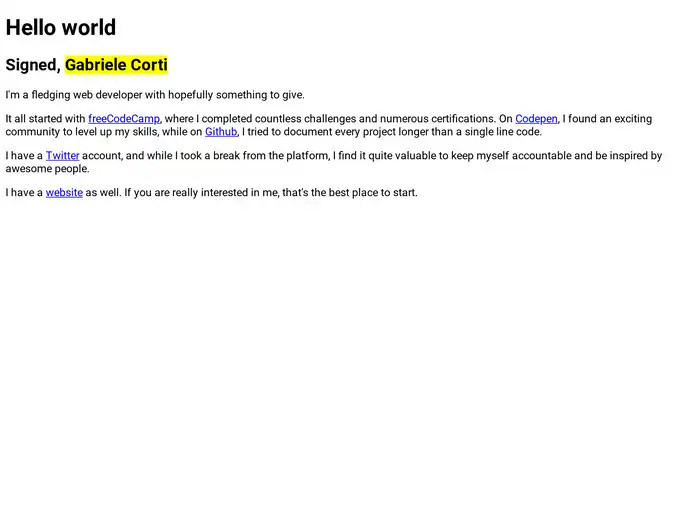 Hello world
Signed, Gabriele Corti
I'm a fledging web developer with hopefully something to give.
It all started with freeCodeCamp, where I completed countless challenges and numerous certifications. On Codepen, I found an exciting
community to level up my skills, while on Github, I tried to document every project longer than a single line code.
I have a Twitter account, and while I took a break from the platform, I find it quite valuable to keep myself accountable and be inspired by
awesome people.
I have a website as well. If you are really interested in me, that's the best place to start.